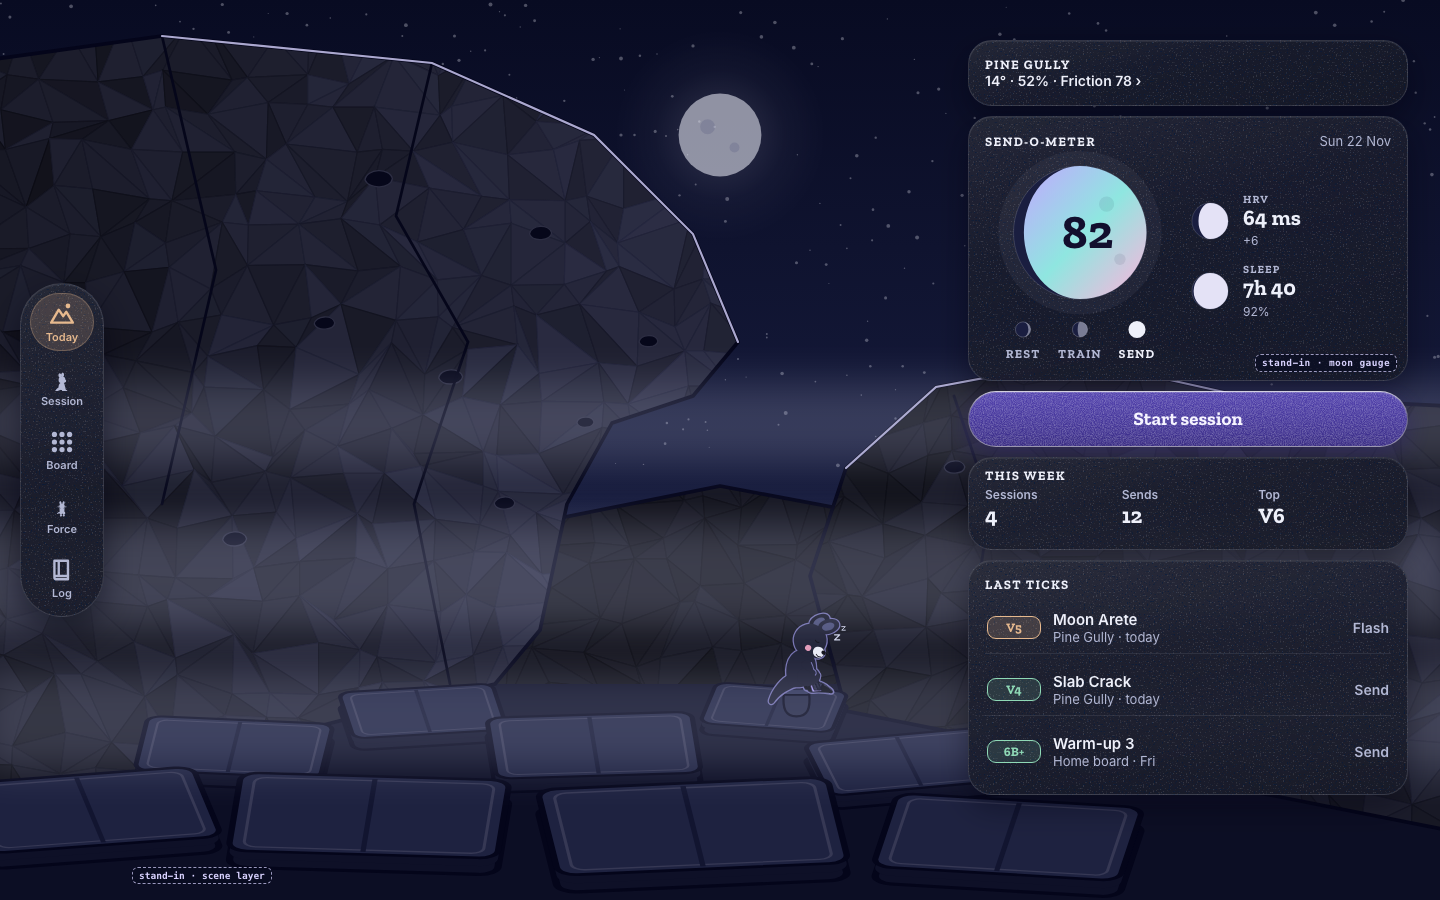 PINE GULLY
14° · 52% · Friction 78 ›
SEND-O-METER
Sun 22 Nov
82
HRV
64 ms
+6
SLEEP
7h 40
92%
REST
TRAIN
SEND
stand-in · moon gauge
Start session
THIS WEEK
Sessions
Sends
Top
4
12
V6
LAST TICKS
V5
Moon Arete
Pine Gully · today
Flash
V4
Slab Crack
Pine Gully · today
Send
6B+
Warm-up 3
Home board · Fri
Send
Today
Session
Board
Force
Log
z
z
stand-in · scene layer